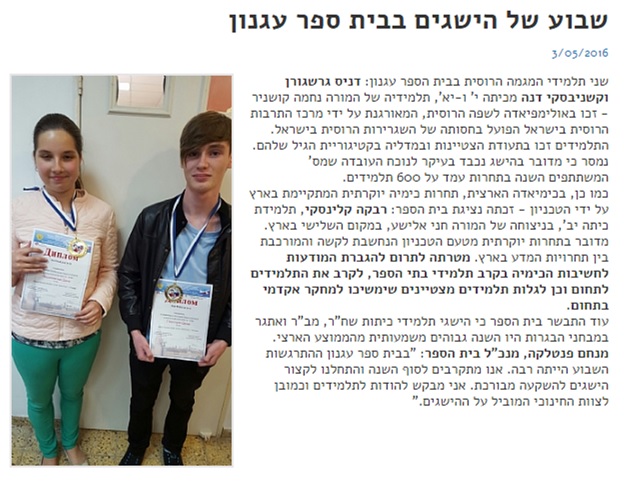 שבוע של הישגים בבית ספר עגנון
3/05/2016
שני תלמידי המגמה הרוסית בבית הספר עגנון: דניס גרשגורן
וקשניבסקי דנה מכיתה י' ו-יא', תלמידיה של המורה נחמה קושניר
- זכו באולימפיאדה לשפה הרוסית, המאורגנת על ידי מרכז התרבות
הרוסית בישראל הפועל בחסותה של השגרירות הרוסית בישראל.
התלמידים זכו בתעודת הצטיינות ובמדליה בקטיגוריית הגיל שלהם.
נמסר כי מדובר בהישג נכבד בעיקר לנוכח העובדה שמס'
המשתתפים השנה בתחרות עמד על 600 תלמידים.
כמו כן, בכימיאדה הארצית, תחרות כימיה יוקרתית המתקיימת בארץ
על ידי הטכניון - זכתה נציגת בית הספר: רבקה קלינסקי, תלמידת
כיתה יב', בניצוחה של המורה חני אלישע, במקום השלישי בארץ.
מדובר בתחרות יוקרתית מטעם הטכניון הנחשבת לקשה והמורכבת
בין תחרויות המדע בארץ. מטרתה לתרום להגברת המודעות
לחשיבות הכימיה בקרב תלמידי בתי הספר, לקרב את התלמידים
לתחום וכן לגלות תלמידים מצטיינים שימשיכו למחקר אקדמי
בתחום.
עוד התבשר בית הספר כי הישגי תלמידי כיתות שח"ר, מב"ר ואתגר
במבחני הבגרות היו השנה גבוהים משמעותית מהממוצע הארצי.
מנחם פנטלקה, מנכ"ל בית הספר: "בבית ספר עגנון ההתרגשות
השבוע הייתה רבה. אנו מתקרבים לסוף השנה והתחלנו לקצור
הישגים להשקעה מבורכת. אני מבקש להודות לתלמידים וכמובן
לצוות החינוכי המוביל על ההישגים."
Диплом
Диплом